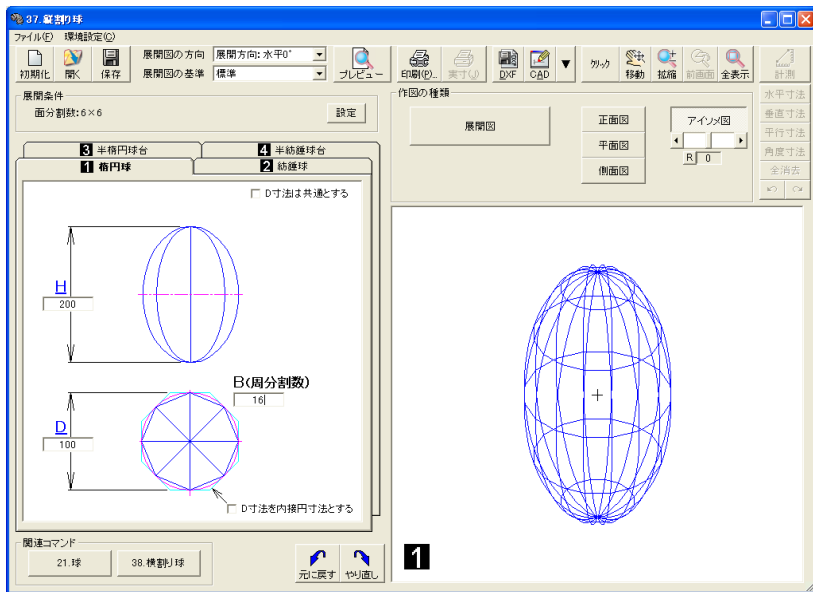 37.縦割り球
ファイル(F) 環境設定(C)
初期化 開く 保存
展開図の方向 展開方向:水平0°
展開図の基準 標準
プレビュー 印刷(P)... 実寸(J) DXF CAD ▼ クリック 移動 拡縮 前画面 全表示 計測
展開条件
面分割数:6×6 設定
3 半楕円球台 4 半紡錘球台
1 楕円球 2 紡錘球
D寸法は共通とする
H
200
B(周分割数)
16
D
100
D寸法を内接円寸法とする
関連コマンド
21.球 38.横割り球
元に戻す やり直し
作図の種類
展開図
正面図
平面図
側面図
アイソメ図
R 0
水平寸法
垂直寸法
平行寸法
角度寸法
全消去
1